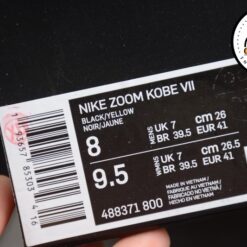 NIKE ZOOM KOBE VII
BLACK/YELLOW
NOIR/JAUNE
8
MENS
UK 7
BR 39.5
cm 26
EUR 41
9.5
WMNS
UK 7
BR 39.5
cm 26.5
EUR 41
488371 800
MADE IN VIETNAM /
FABRIQUÉ AU VIETNAM /
FABRICADO NO VIETNÃ /
HECHO EN VIETNAM